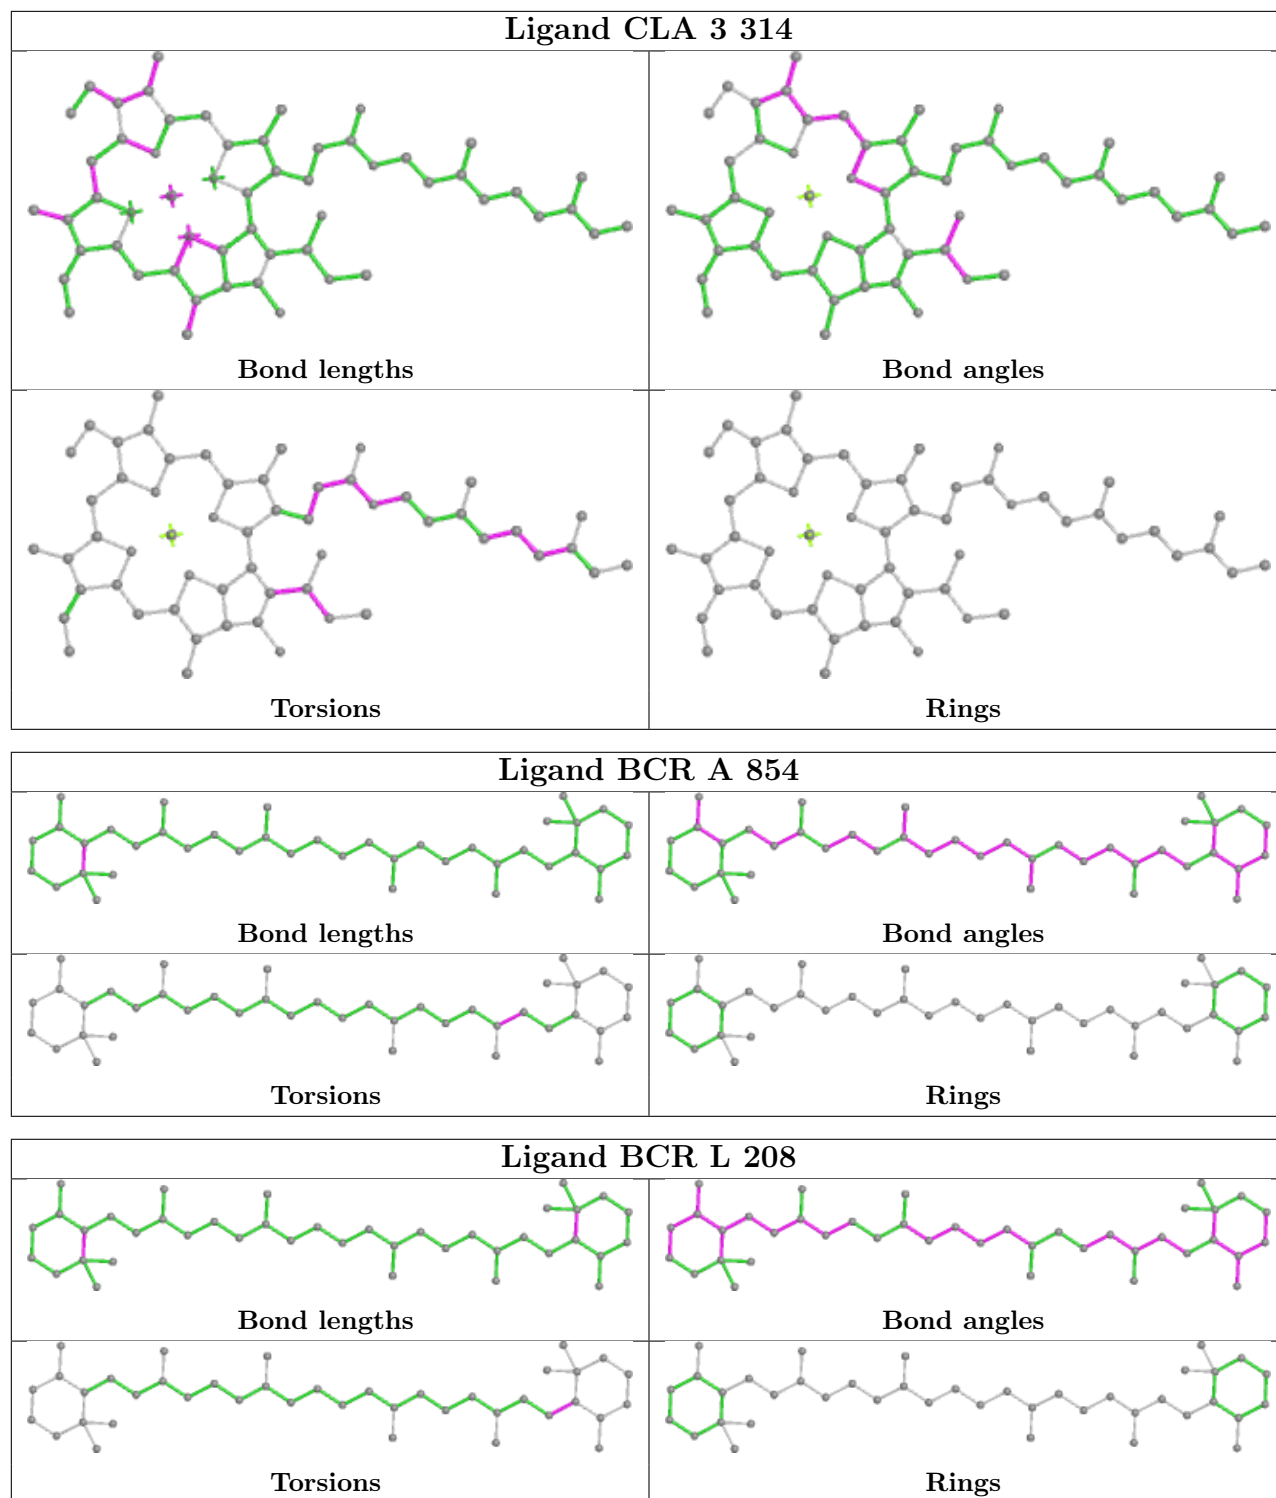 Ligand CLA 3 314
Bond lengths
Bond angles
Torsions
Rings
Ligand BCR A 854
Bond lengths
Bond angles
Torsions
Rings
Ligand BCR L 208
Bond lengths
Bond angles
Torsions
Rings